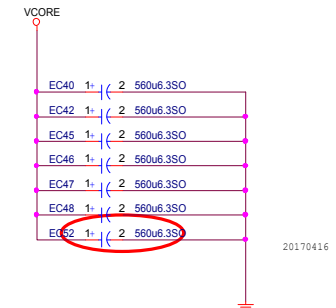 VCORE
EC40 1+ 2 560u6.3SO
EC42 1+ 2 560u6.3SO
EC45 1+ 2 560u6.3SO
EC46 1+ 2 560u6.3SO
EC47 1+ 2 560u6.3SO
EC48 1+ 2 560u6.3SO
EC52 1+ 2 560u6.3SO
20170416